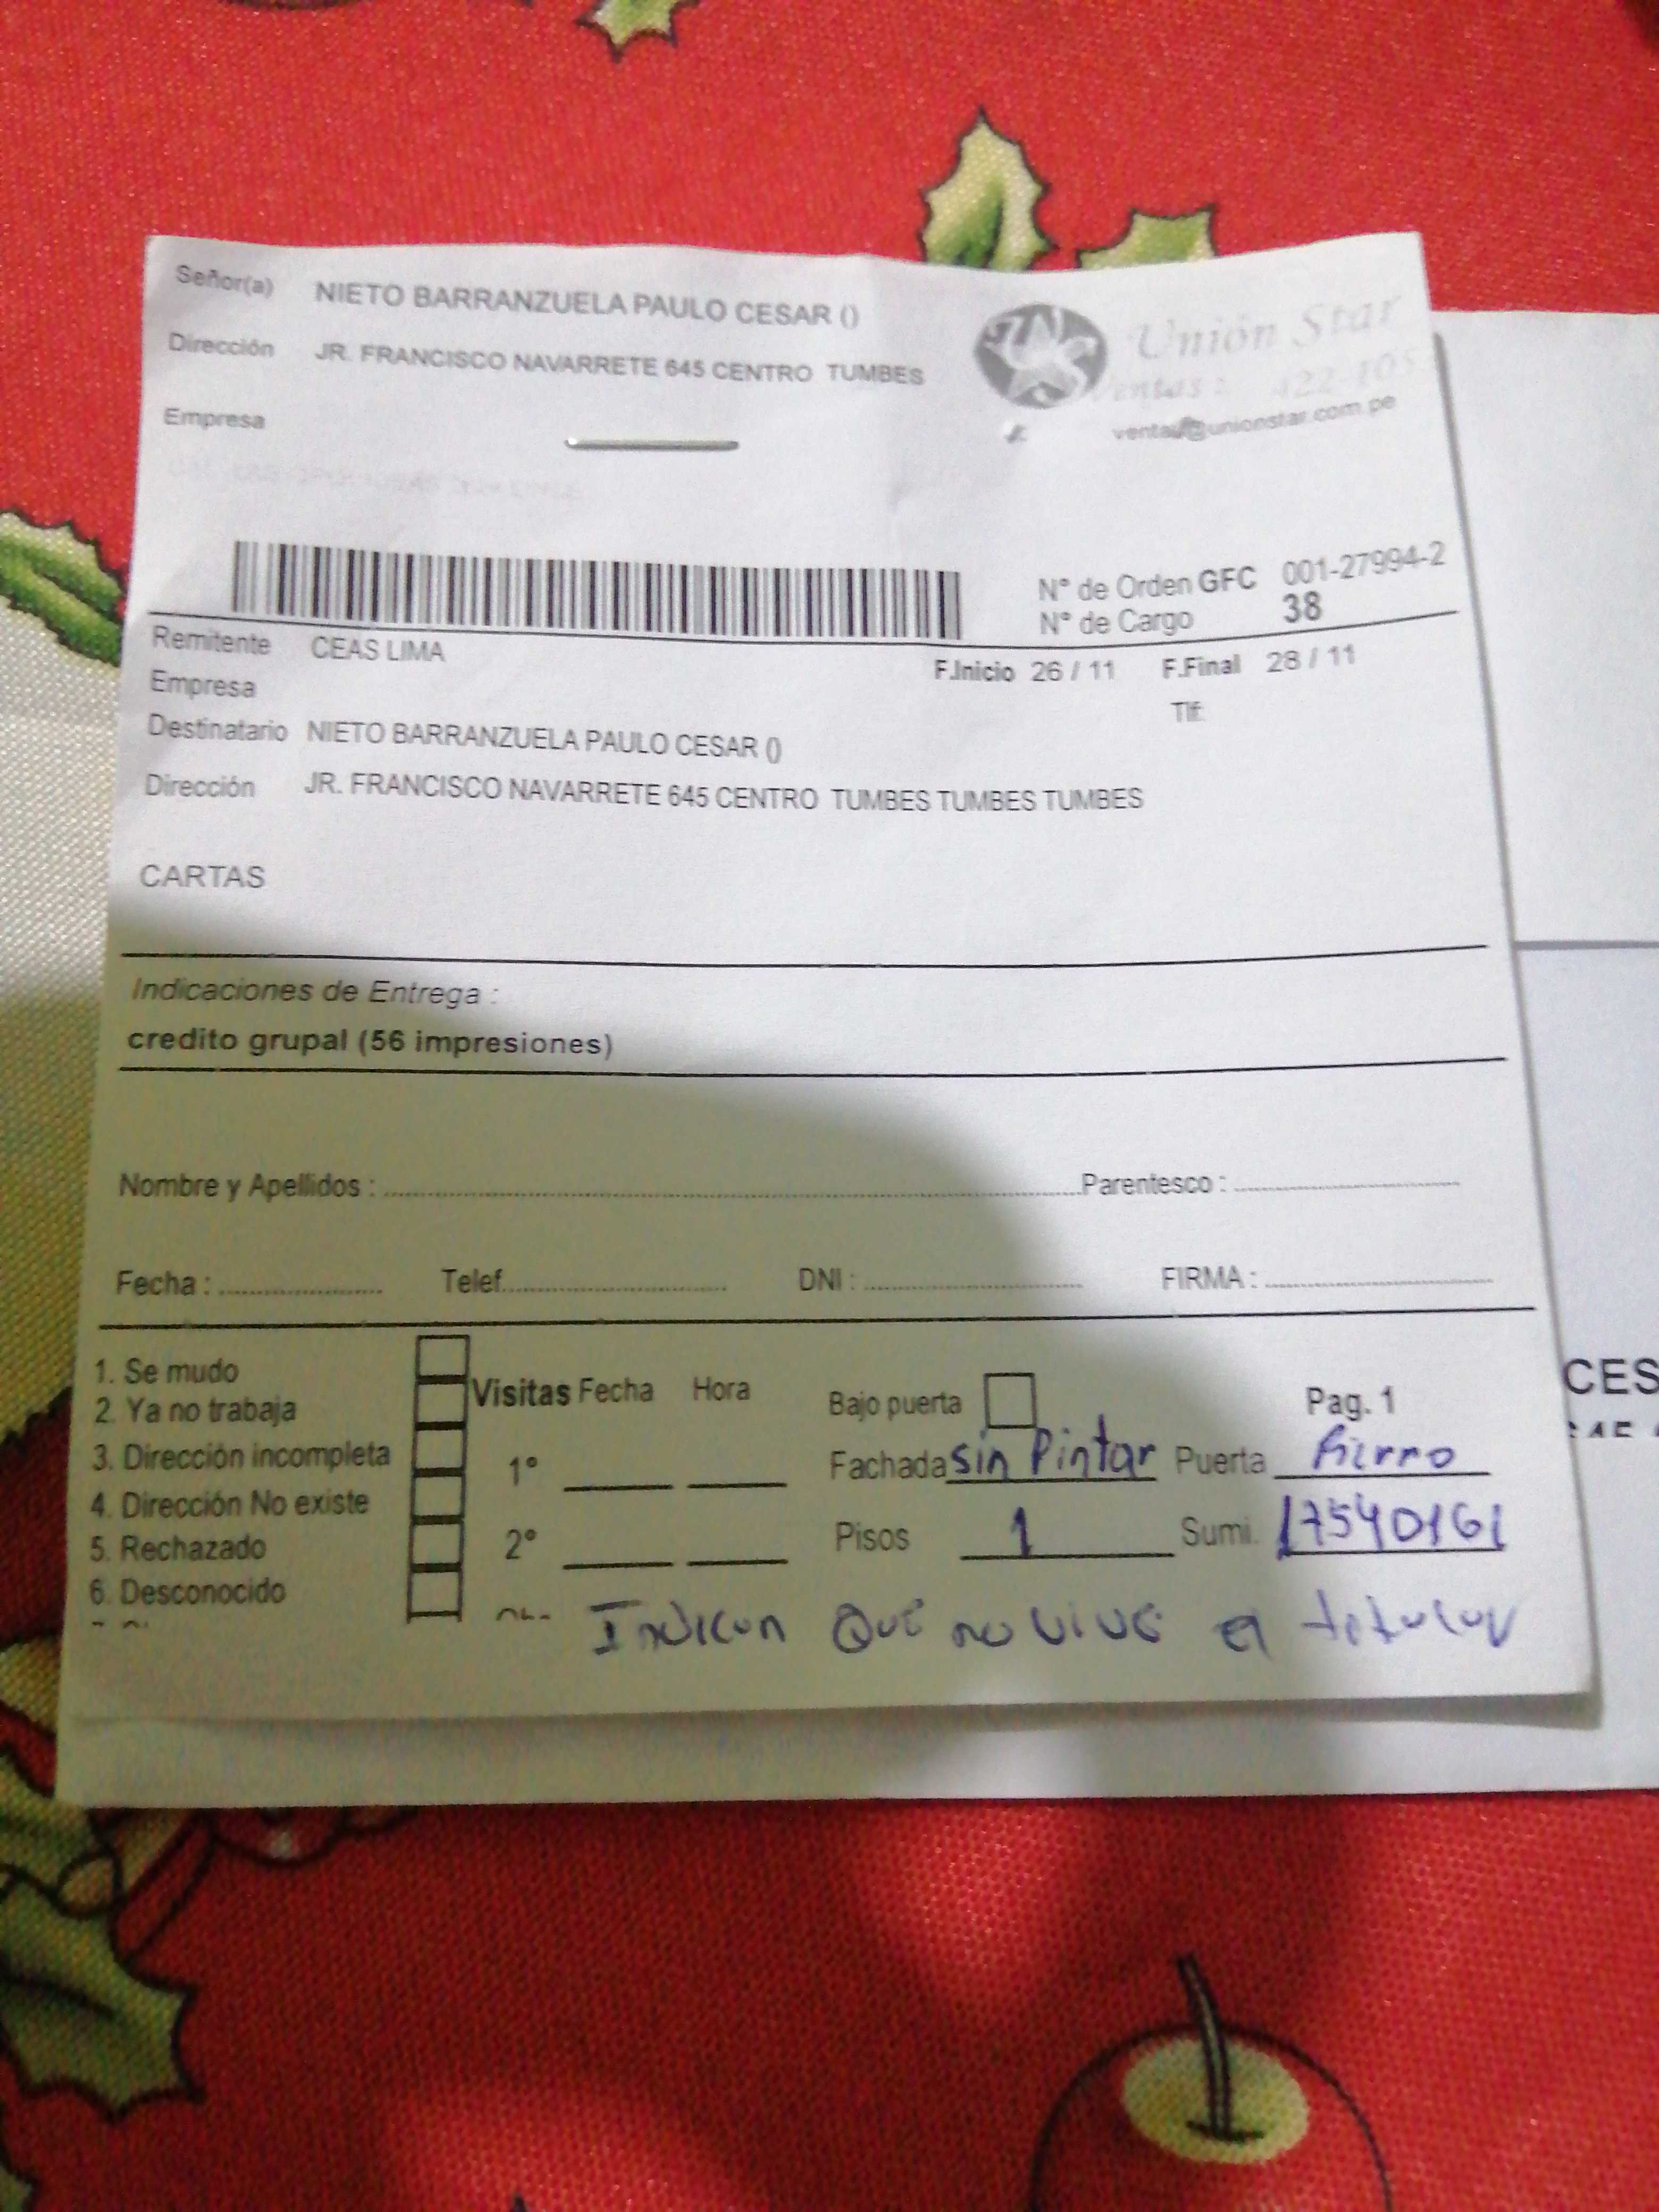 Señor(a) NIETO BARRANZUELA PAULO CESAR ()
Dirección JR. FRANCISCO NAVARRETE 645 CENTRO TUMBES
Empresa
Unión Star
Ventas : 422-105
ventas@unionstar.com.pe
N° de Orden GFC 001-27994-2
N° de Cargo 38
Remitente CEAS LIMA
F.Inicio 26 / 11 F.Final 28 / 11
Empresa
Tlf:
Destinatario NIETO BARRANZUELA PAULO CESAR ()
Dirección JR. FRANCISCO NAVARRETE 645 CENTRO TUMBES TUMBES TUMBES
CARTAS
Indicaciones de Entrega :
credito grupal (56 impresiones)
Nombre y Apellidos : Parentesco :
Fecha : Telef. DNI : FIRMA :
1. Se mudo
2. Ya no trabaja
3. Dirección incompleta
4. Dirección No existe
5. Rechazado
6. Desconocido
Visitas Fecha Hora
1°
2°
Bajo puerta Pag. 1
Fachada sin Pintar Puerta Fierro
Pisos 1 Sumi. 17540161
Indican Que no vive el titular
CES